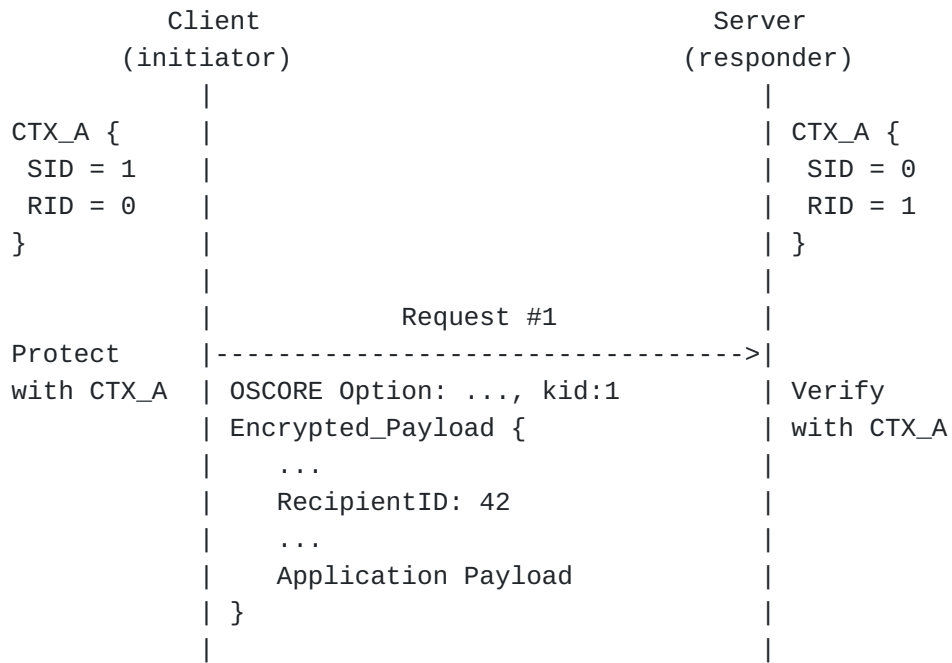 Client                             Server
(initiator)                         (responder)
|                                   |
CTX_A {      |                                   | CTX_A {
SID = 1     |                                   |  SID = 0
RID = 0     |                                   |  RID = 1
}            |                                   | }
|                                   |
|            Request #1             |
Protect      |---------------------------------->|
with CTX_A   | OSCORE Option: ..., kid:1         | Verify
| Encrypted_Payload {               | with CTX_A
|    ...                            |
|    RecipientID: 42                |
|    ...                            |
|    Application Payload            |
| }                                 |
|                                   |